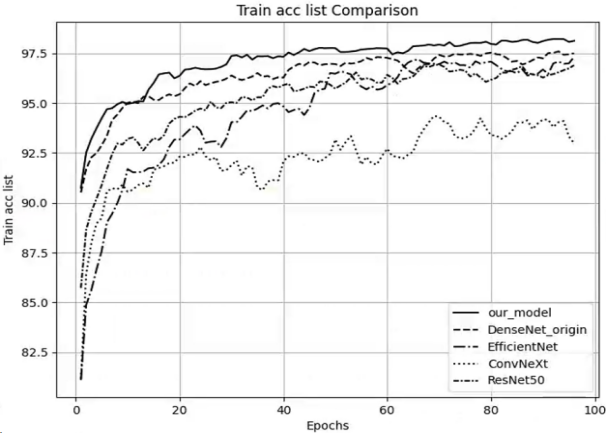 Train acc list Comparison
Train acc list
97.5
95.0
92.5
90.0
87.5
85.0
82.5
0 20 40 60 80 100
Epochs
our_model
DenseNet_origin
EfficientNet
ConvNeXt
ResNet50